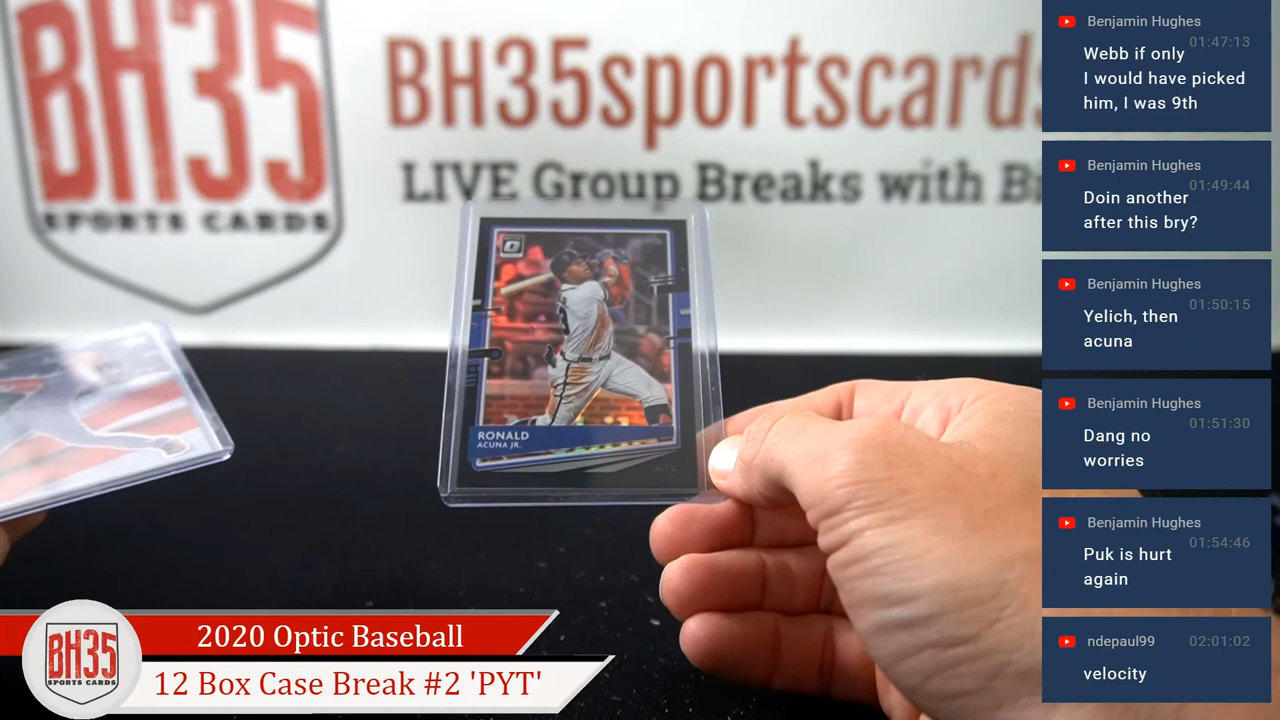 BH35
SPORTS CARDS
BH35sportscards
LIVE Group Breaks with
RONALD
ACUNA JR.
ATL
2020 Optic Baseball
12 Box Case Break #2 'PYT'
BH35
SPORTS CARDS
Benjamin Hughes
01:47:13
Webb if only
I would have picked
him, I was 9th
Benjamin Hughes
01:49:44
Doin another
after this bry?
Benjamin Hughes
01:50:15
Yelich, then
acuna
Benjamin Hughes
01:51:30
Dang no
worries
Benjamin Hughes
01:54:46
Puk is hurt
again
ndepaul99 02:01:02
velocity